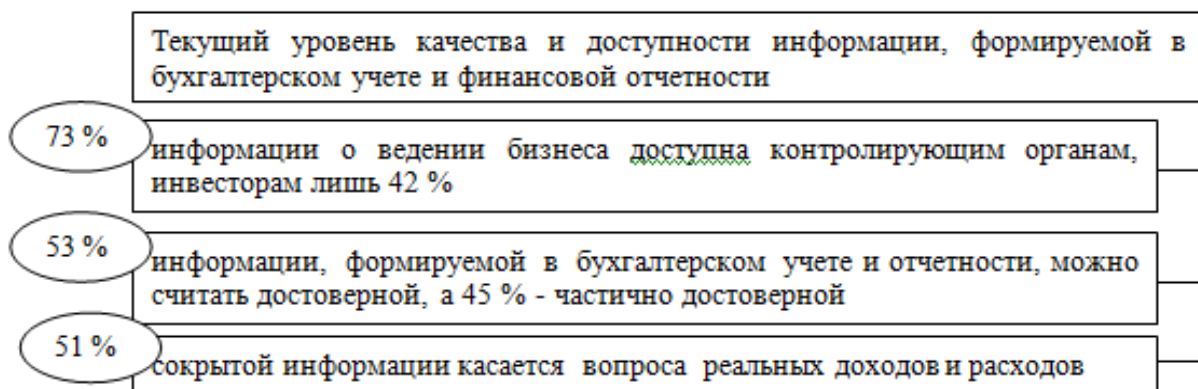 Текущий уровень качества и доступности информации, формируемой в
бухгалтерском учете и финансовой отчетности
73 %
информации о ведении бизнеса доступна контролирующим органам,
инвесторам лишь 42 %
53 %
информации, формируемой в бухгалтерском учете и отчетности, можно
считать достоверной, а 45 % - частично достоверной
51 %
сокрытой информации касается вопроса реальных доходов и расходов